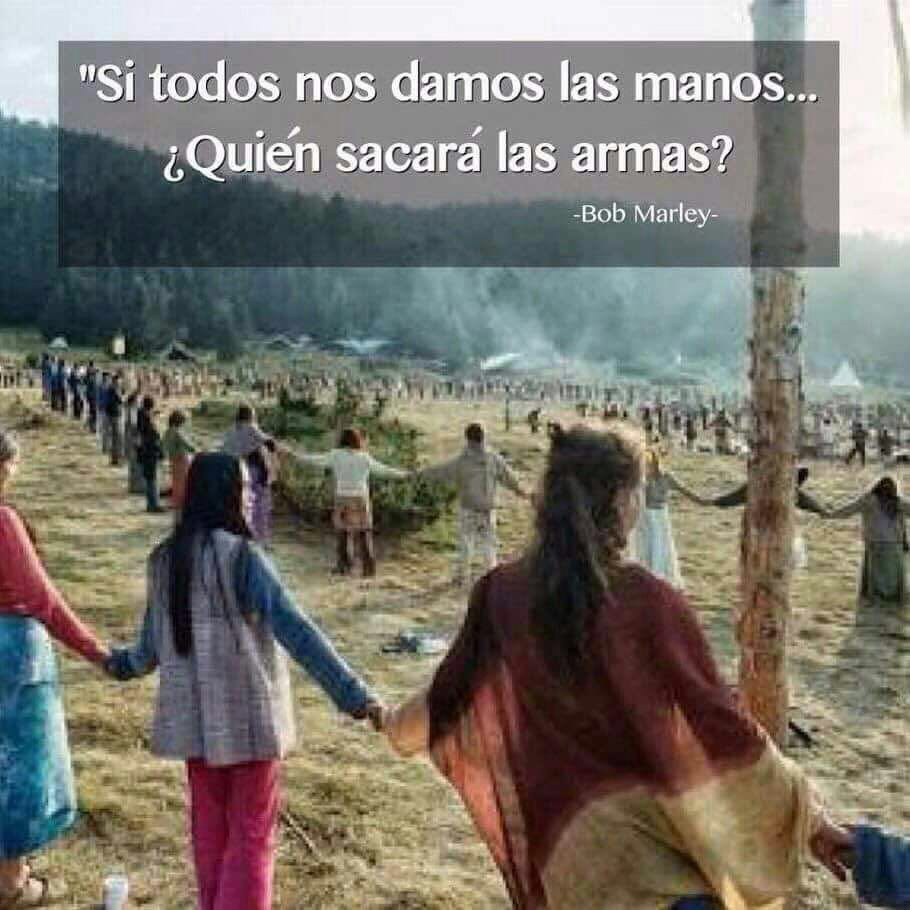 "Si todos nos damos las manos...
¿Quién sacará las armas?
-Bob Marley-